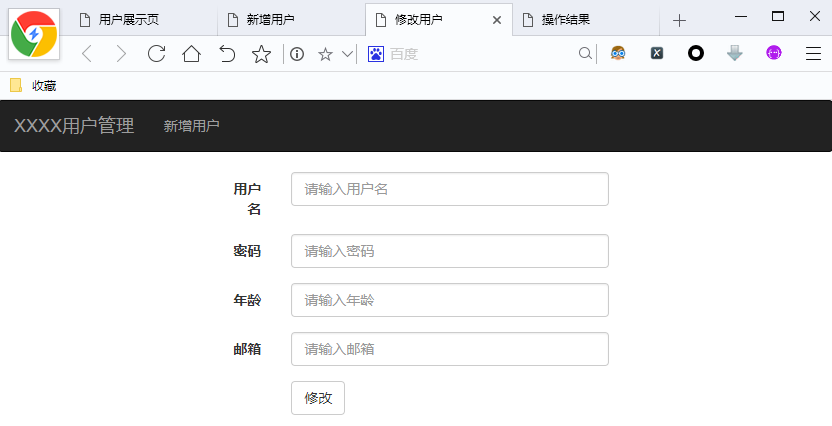 用户展示页 新增用户 修改用户 操作结果
百度
X
收藏
XXXX用户管理 新增用户
用户名 请输入用户名
密码 请输入密码
年龄 请输入年龄
邮箱 请输入邮箱
修改